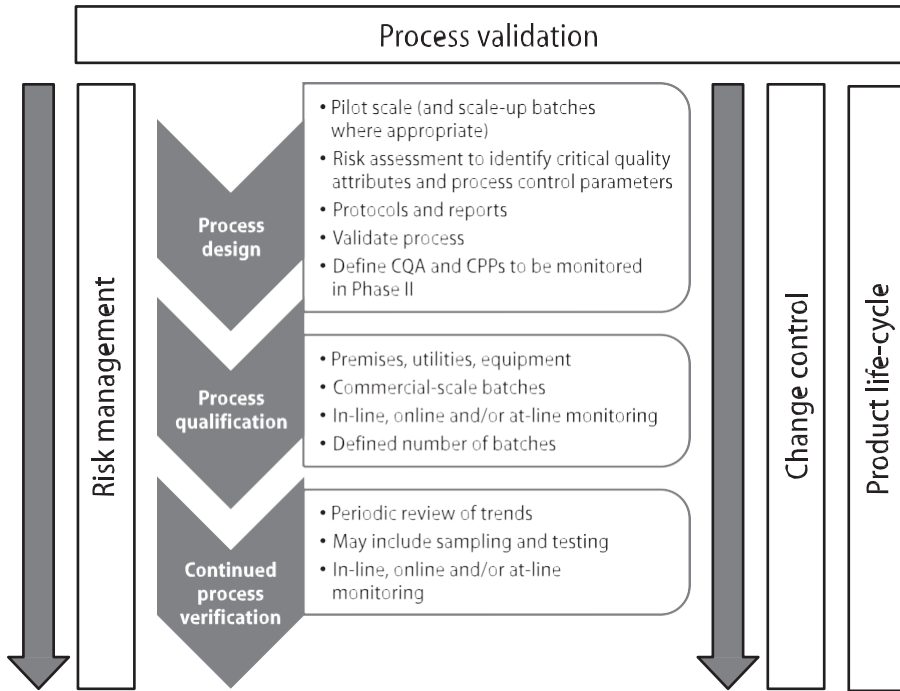 Process validation
Risk management
Process
design
• Pilot scale (and scale-up batches
where appropriate)
• Risk assessment to identify critical quality
attributes and process control parameters
• Protocols and reports
• Validate process
• Define CQA and CPPs to be monitored
in Phase II
Process
qualification
• Premises, utilities, equipment
• Commercial-scale batches
• In-line, online and/or at-line monitoring
• Defined number of batches
Continued
process
verification
• Periodic review of trends
• May include sampling and testing
• In-line, online and/or at-line
monitoring
Change control
Product life-cycle